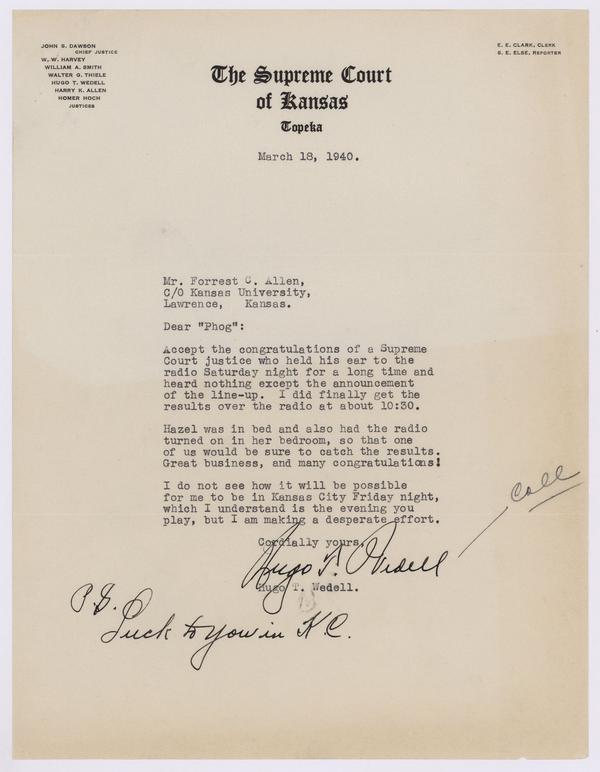 JOHN S. DAWSON
CHIEF JUSTICE
W. W. HARVEY
WILLIAM A. SMITH
WALTER G. THIELE
HUGO T. WEDELL
HARRY K. ALLEN
HOMER HOCH
JUSTICES
E. E. CLARK, CLERK
S. E. ELSE, REPORTER
The Supreme Court
of Kansas
Topeka
March 18, 1940.
Mr. Forrest C. Allen,
C/O Kansas University,
Lawrence, Kansas.
Dear "Phog":
Accept the congratulations of a Supreme
Court justice who held his ear to the
radio Saturday night for a long time and
heard nothing except the announcement
of the line-up. I did finally get the
results over the radio at about 10:30.
Hazel was in bed and also had the radio
turned on in her bedroom, so that one
of us would be sure to catch the results.
Great business, and many congratulations!
I do not see how it will be possible
for me to be in Kansas City Friday night,
which I understand is the evening you
play, but I am making a desperate effort.
Call
Cordially yours,
Hugo T. Wedell
Hugo T. Wedell.
P.S.
Luck to you in K.C.